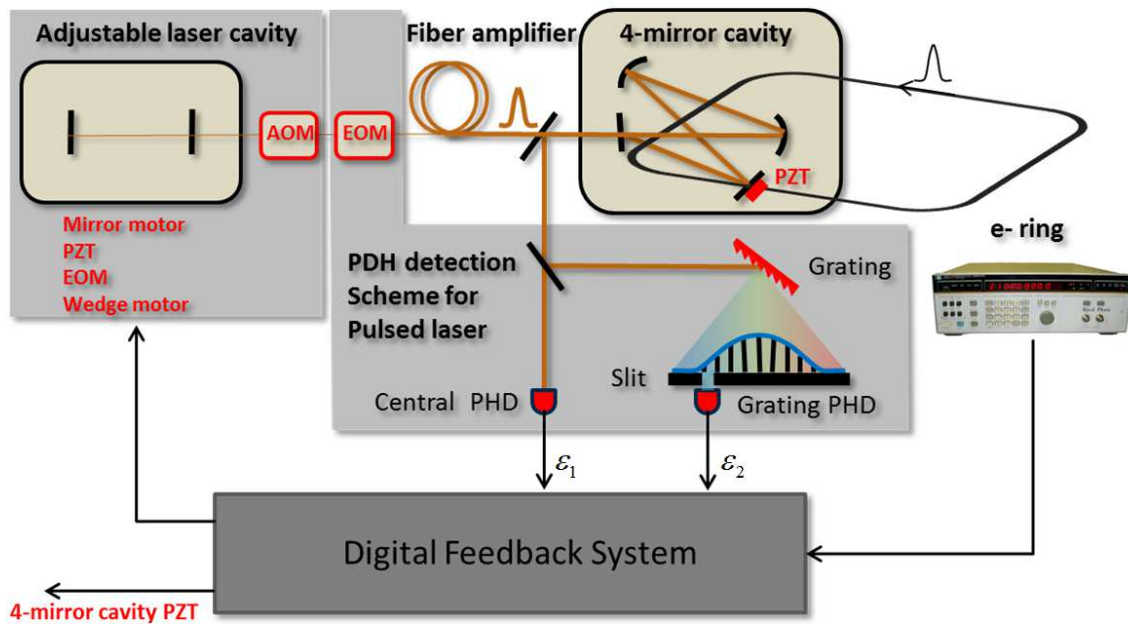 Adjustable laser cavity
Fiber amplifier
4-mirror cavity
AOM
EOM
PZT
Mirror motor
PZT
EOM
Wedge motor
e- ring
PDH detection
Scheme for
Pulsed laser
Grating
Slit
Central PHD
Grating PHD
ε₁
ε₂
Digital Feedback System
4-mirror cavity PZT